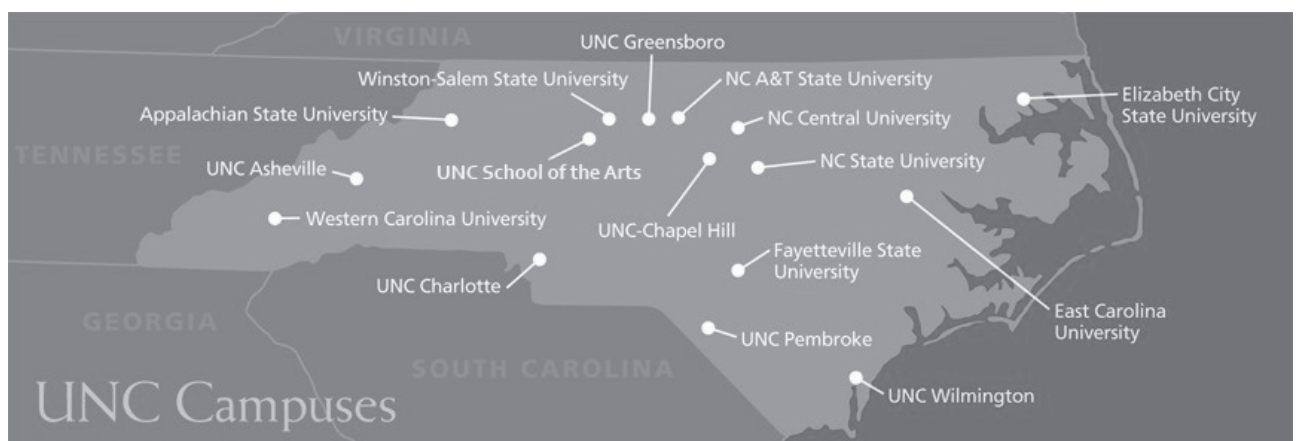 VIRGINIA
UNC Greensboro
Winston-Salem State University
NC A&T State University
Elizabeth City
State University
Appalachian State University
NC Central University
TENNESSEE
UNC Asheville
UNC School of the Arts
NC State University
Western Carolina University
UNC-Chapel Hill
Fayetteville State
University
UNC Charlotte
GEORGIA
East Carolina
University
UNC Pembroke
SOUTH CAROLINA
UNC Campuses
UNC Wilmington